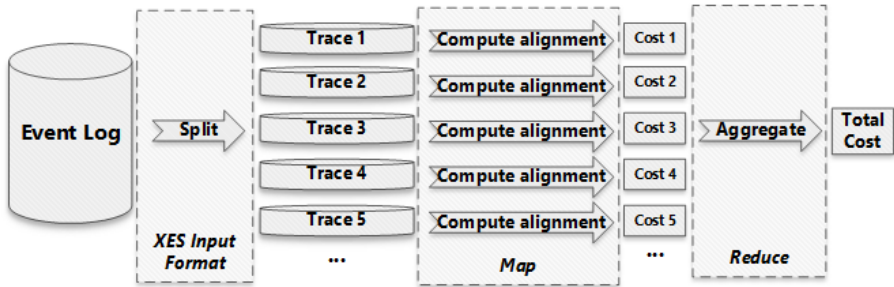 Event Log
Split
XES Input
Format
Trace 1
Trace 2
Trace 3
Trace 4
Trace 5
...
Compute alignment
Compute alignment
Compute alignment
Compute alignment
Compute alignment
Map
Cost 1
Cost 2
Cost 3
Cost 4
Cost 5
...
Aggregate
Reduce
Total
Cost